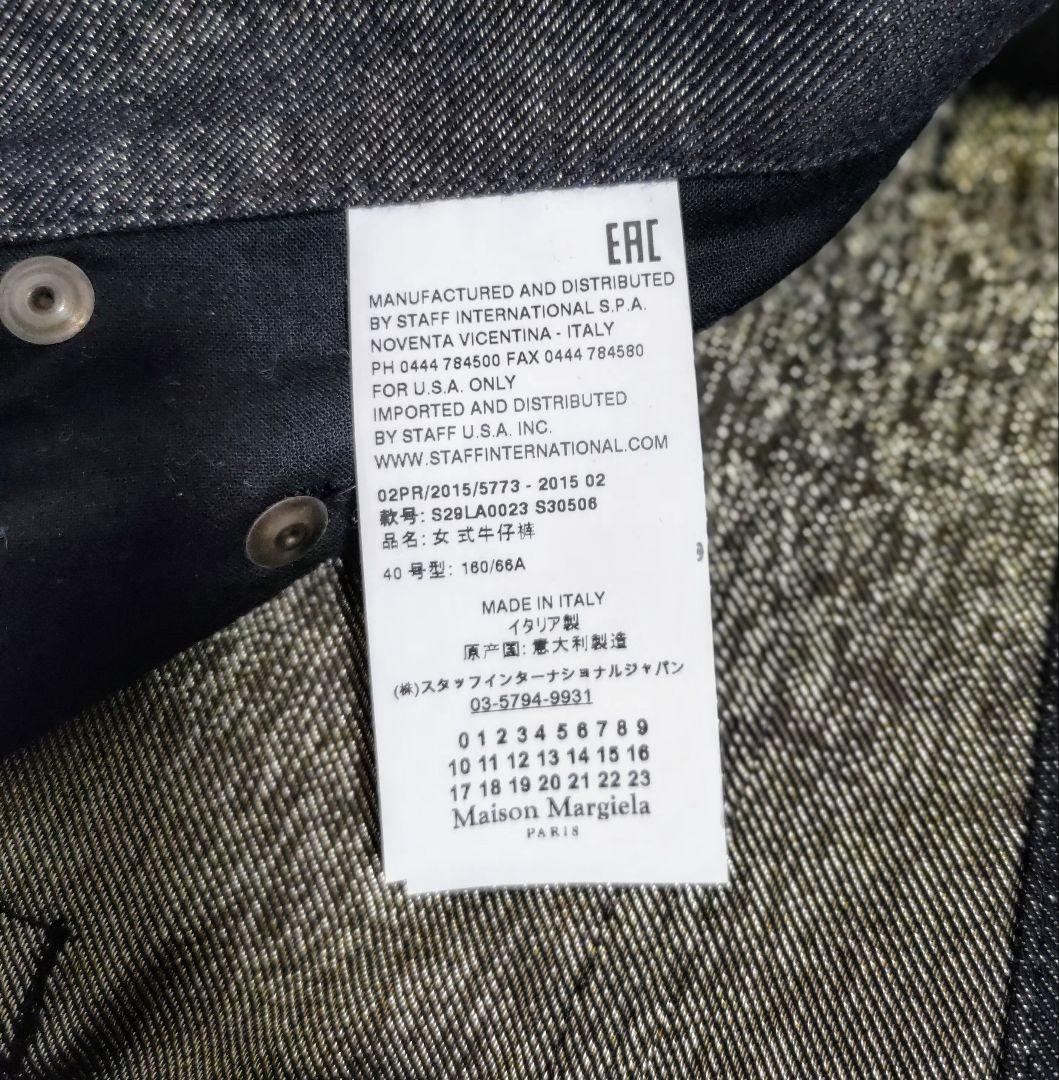 EAC
MANUFACTURED AND DISTRIBUTED
BY STAFF INTERNATIONAL S.P.A.
NOVENTA VICENTINA - ITALY
PH 0444 784500 FAX 0444 784580
FOR U.S.A. ONLY
IMPORTED AND DISTRIBUTED
BY STAFF U.S.A. INC.
WWW.STAFFINTERNATIONAL.COM
02PR/2015/5773 - 2015 02
款号: S29LA0023 S30506
品名: 女 式牛仔裤
40 号型: 160/66A
MADE IN ITALY
イタリア製
原产国: 意大利製造
(株)スタッフインターナショナルジャパン
03-5794-9931
0 1 2 3 4 5 6 7 8 9
10 11 12 13 14 15 16
17 18 19 20 21 22 23
Maison Margiela
PARIS